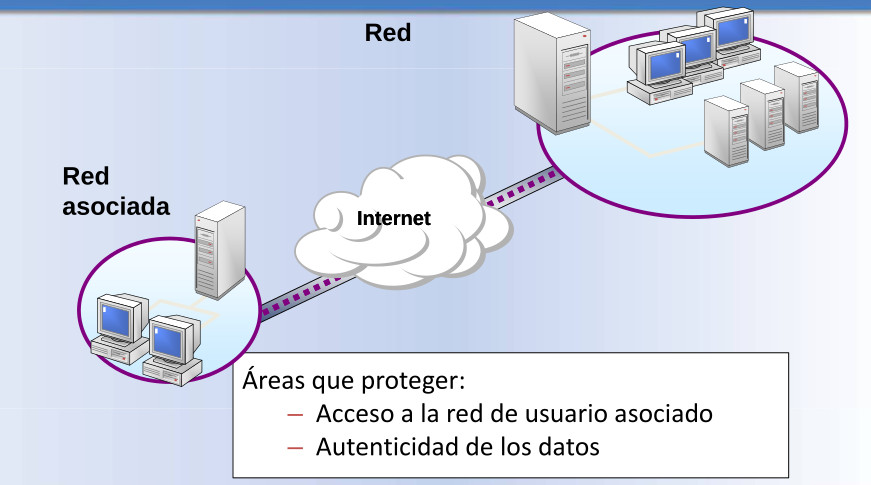 Red
Red
asociada
Internet
Áreas que proteger:
– Acceso a la red de usuario asociado
– Autenticidad de los datos